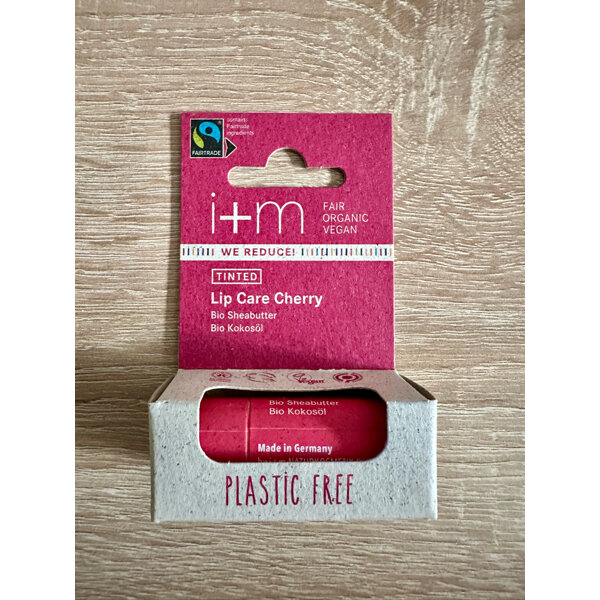 contains
Fairtrade
ingredients
FAIRTRADE
i+m
FAIR
ORGANIC
VEGAN
WE REDUCE!
TINTED
Lip Care Cherry
Bio Sheabutter
Bio Kokosöl
Vegan
Bio Sheabutter
Bio Kokosöl
Made in Germany
PLASTIC FREE